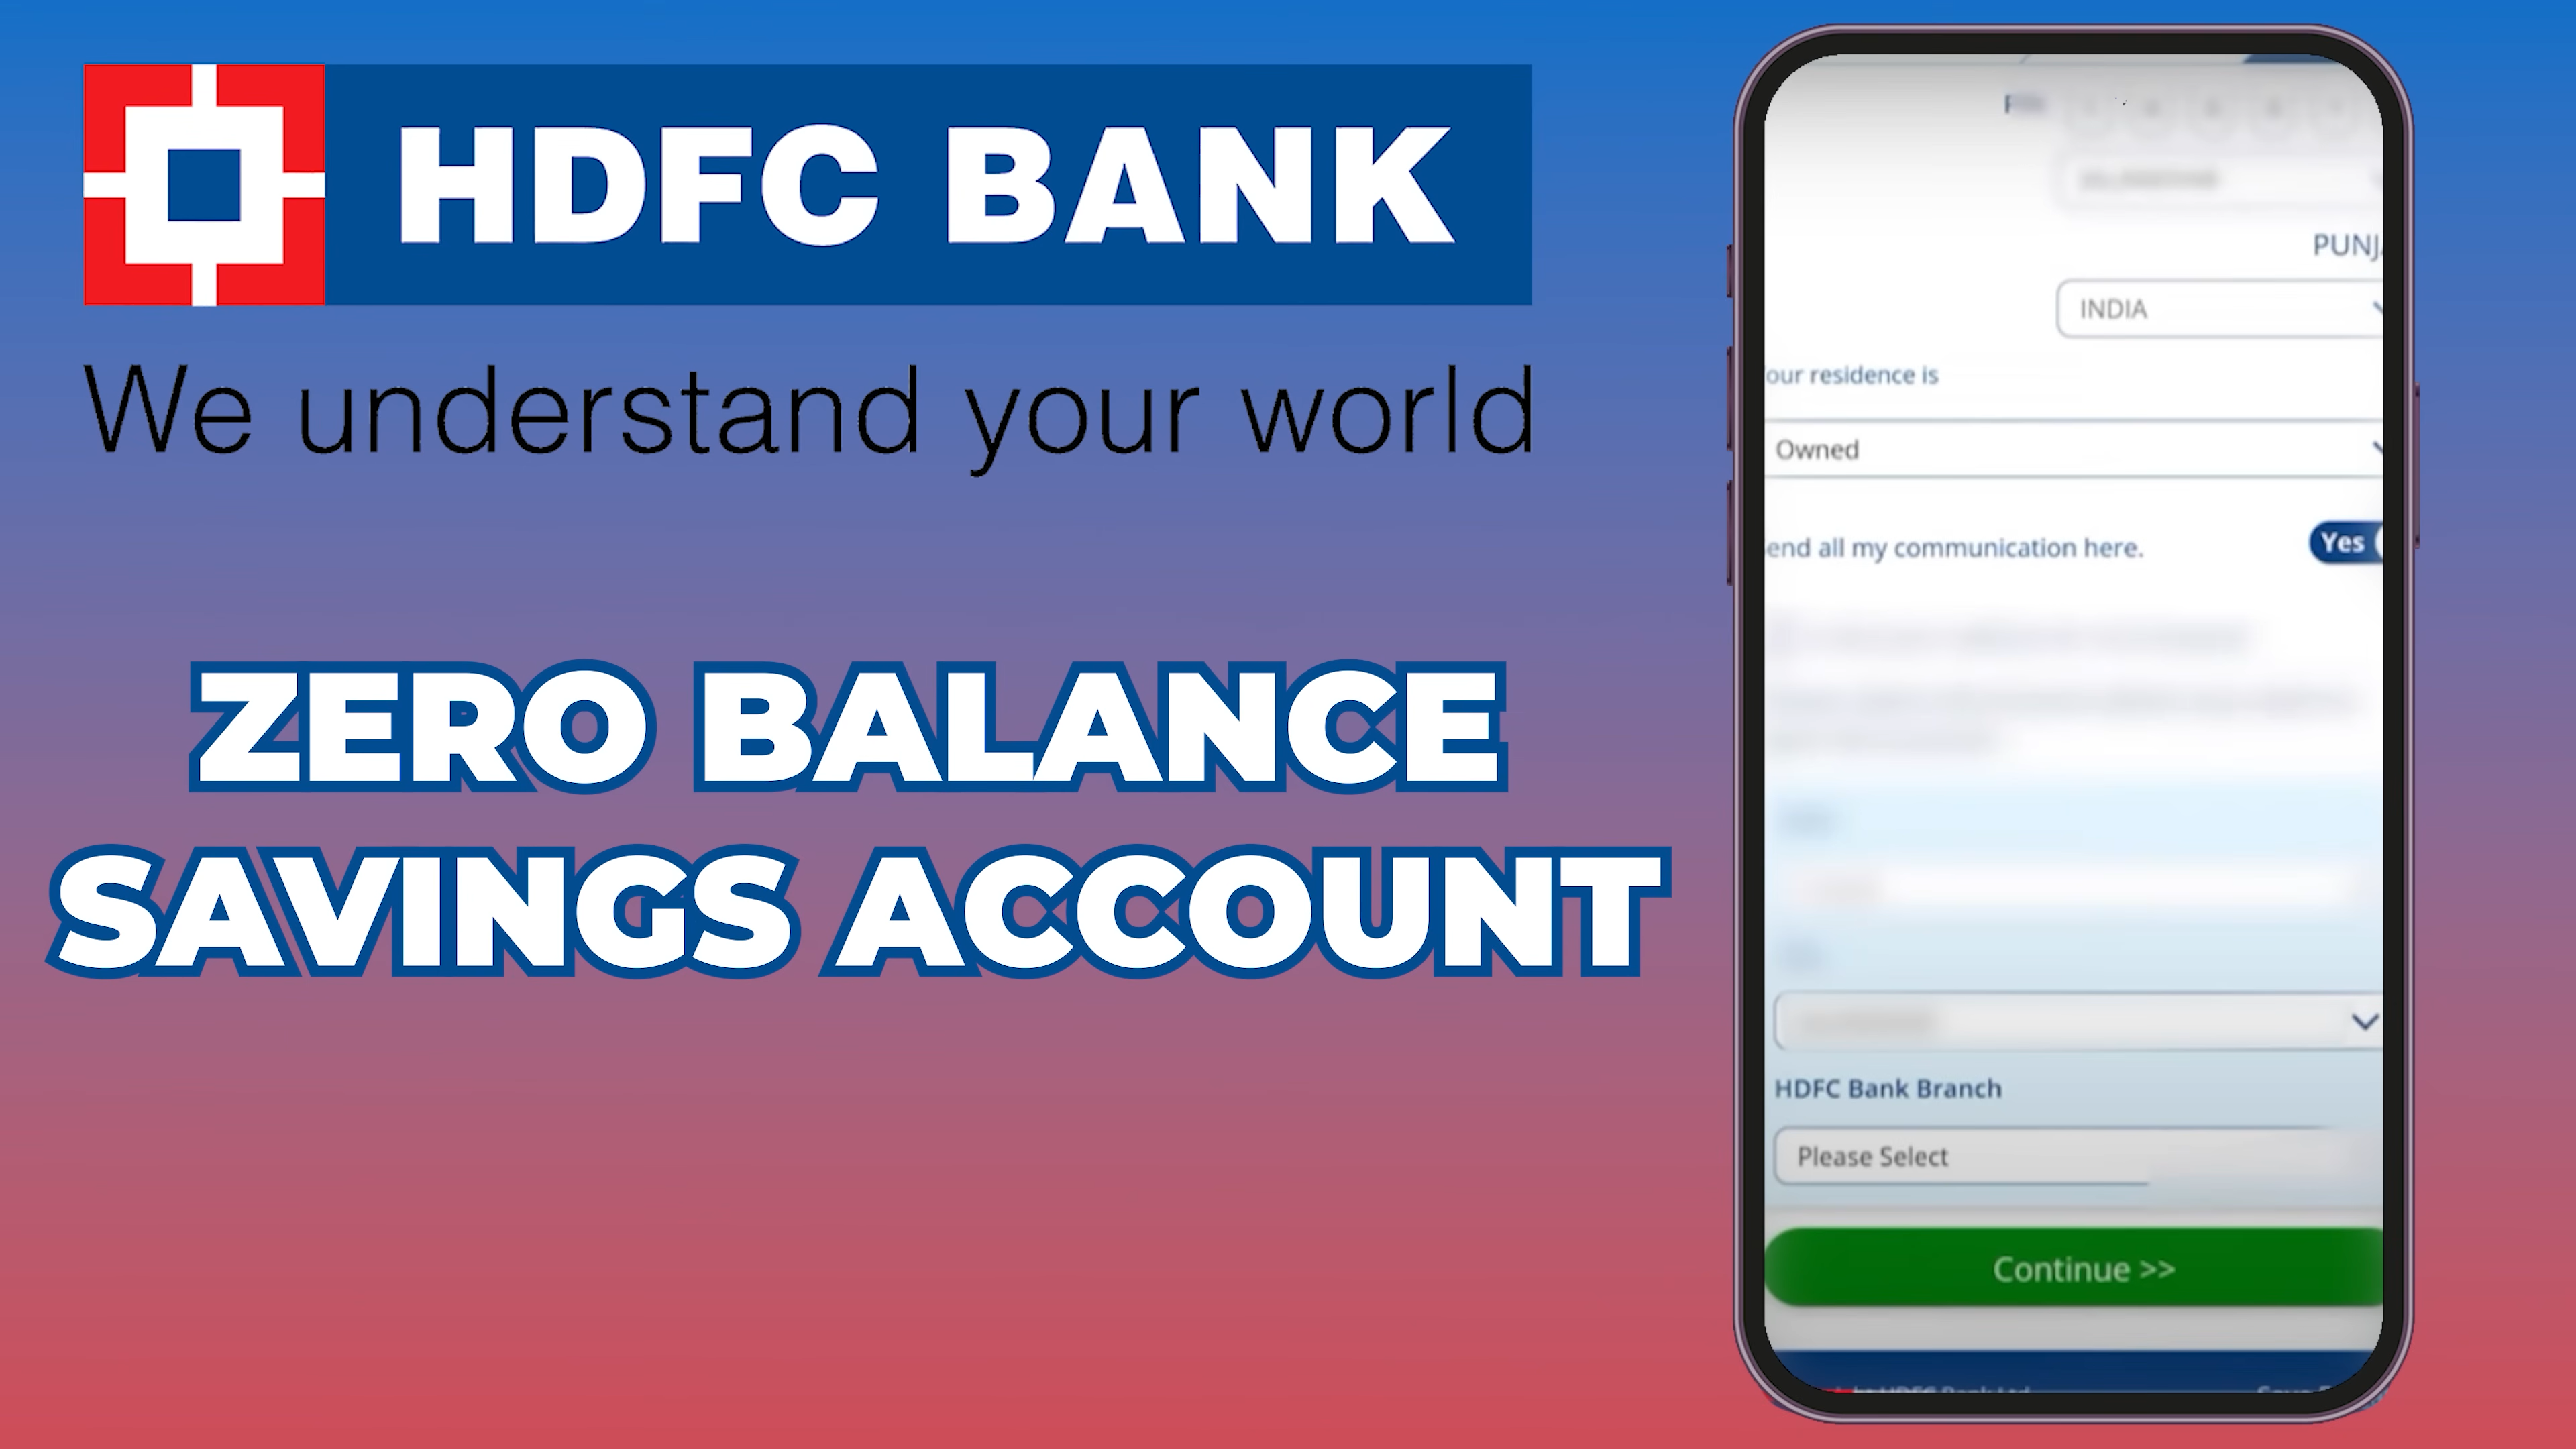 HDFC BANK
We understand your world
ZERO BALANCE
SAVINGS ACCOUNT
PUNJ
INDIA
our residence is
Owned
end all my communication here.
Yes
HDFC Bank Branch
Please Select
Continue >>